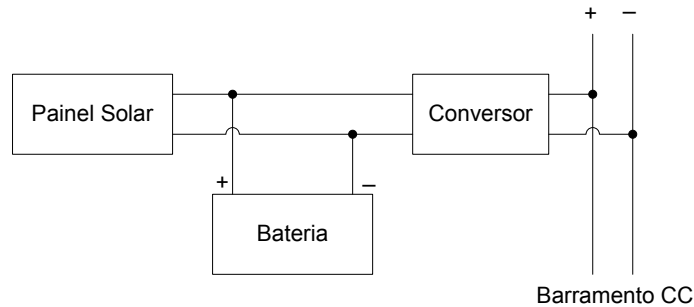 + –
Painel Solar
Conversor
+ –
Bateria
Barramento CC